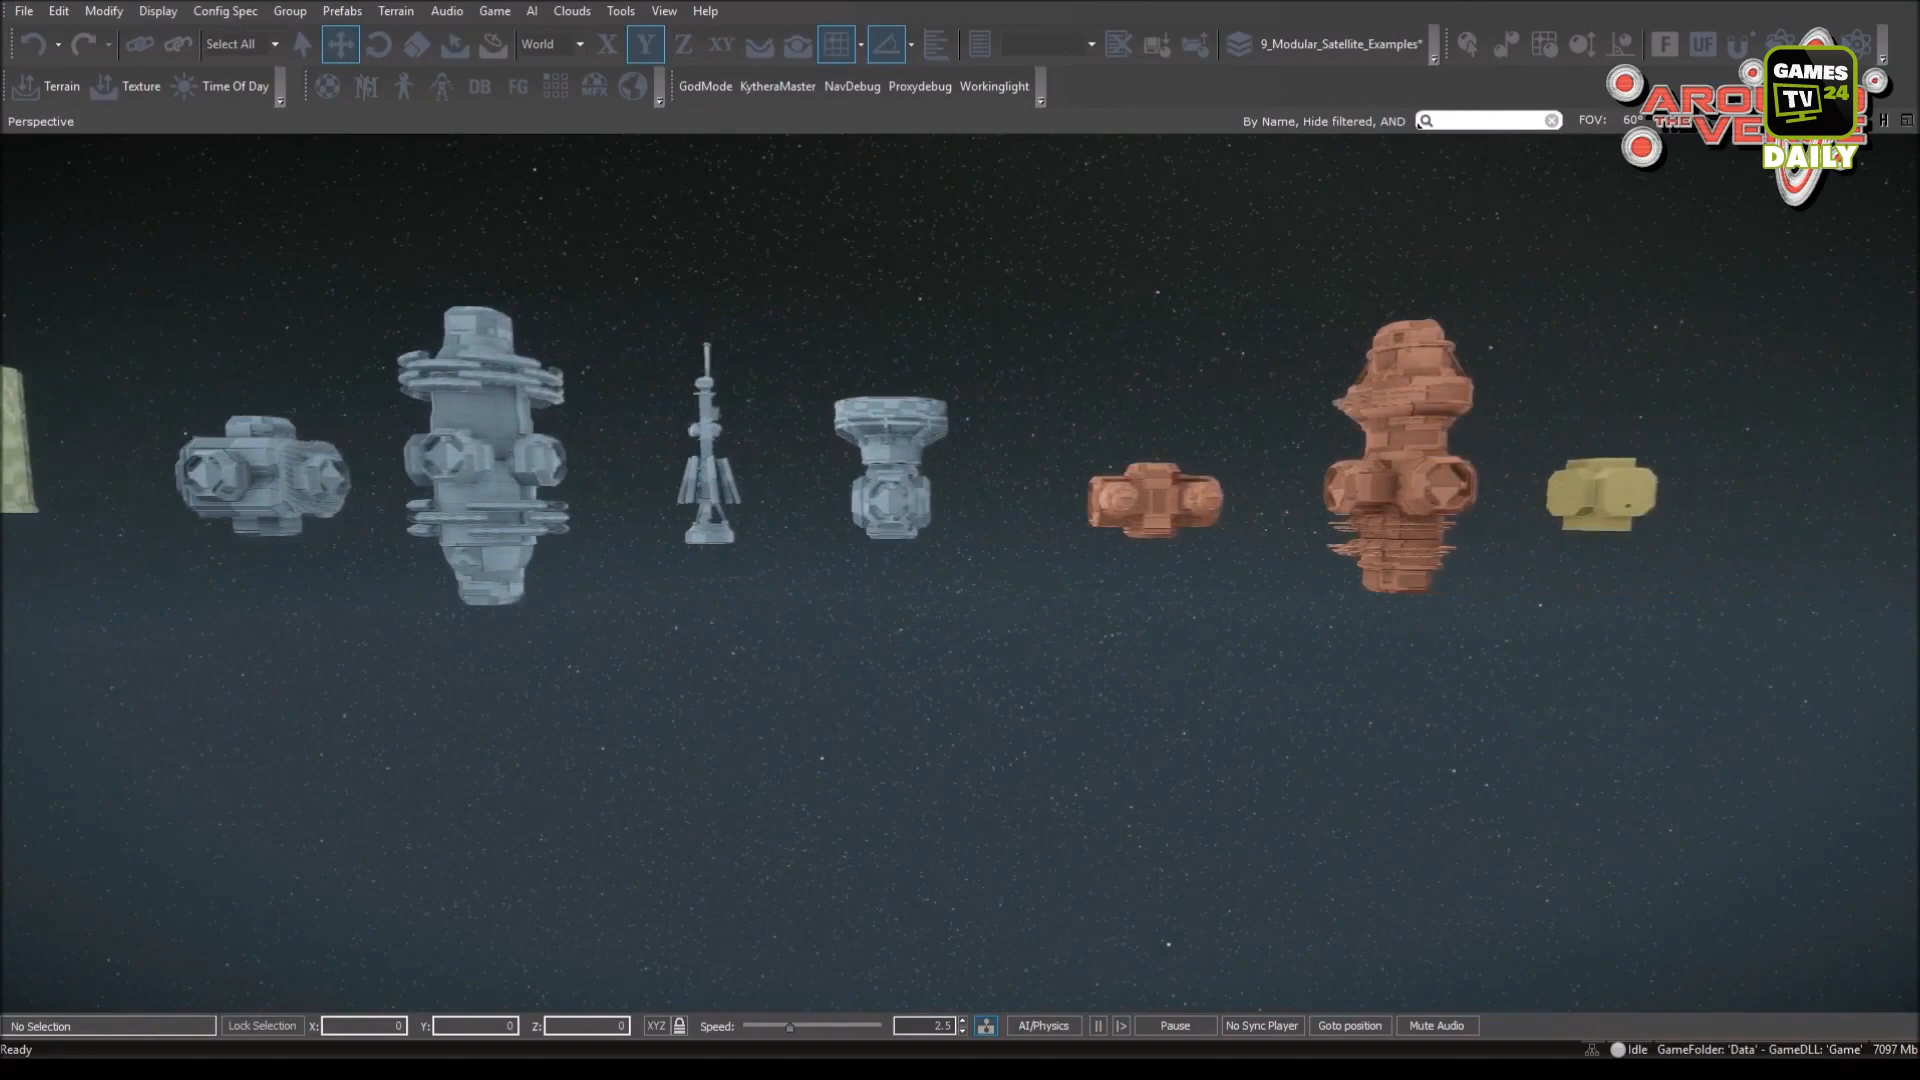 File Edit Modify Display Config Spec Group Prefabs Terrain Audio Game AI Clouds Tools View Help
Select All World X Y Z XY 9_Modular_Satellite_Examples* F UF
Terrain Texture Time Of Day DB FG MFX GodMode KytheraMaster NavDebug Proxydebug Workinglight
Perspective By Name, Hide filtered, AND FOV: 60° H
THE
GAMES
TV 24
DAILY
No Selection Lock Selection X: 0 Y: 0 Z: 0 XYZ Speed: 2.5 AI/Physics Pause No Sync Player Goto position Mute Audio
Ready Idle GameFolder: 'Data' - GameDLL: 'Game' 7097 Mb